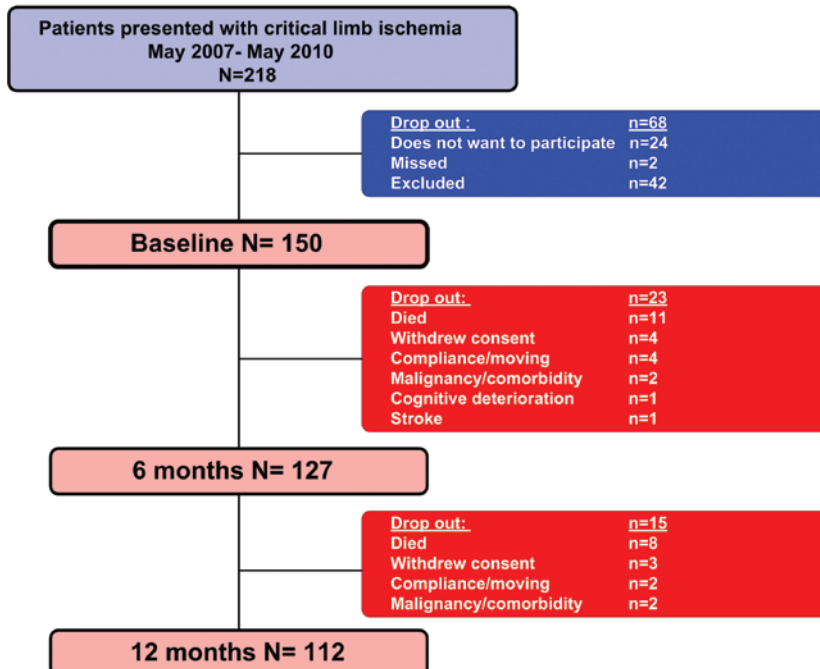 Patients presented with critical limb ischemia
May 2007- May 2010
N=218
Drop out : n=68
Does not want to participate n=24
Missed n=2
Excluded n=42
Baseline N= 150
Drop out: n=23
Died n=11
Withdrew consent n=4
Compliance/moving n=4
Malignancy/comorbidity n=2
Cognitive deterioration n=1
Stroke n=1
6 months N= 127
Drop out: n=15
Died n=8
Withdrew consent n=3
Compliance/moving n=2
Malignancy/comorbidity n=2
12 months N= 112